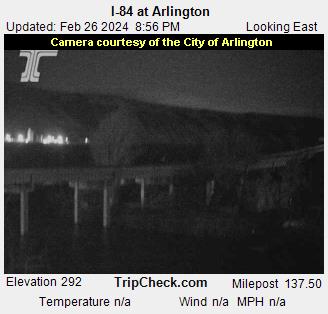 I-84 at Arlington
Updated: Feb 26 2024 8:56 PM Looking East
Camera courtesy of the City of Arlington
Elevation 292 TripCheck.com Milepost 137.50
Temperature n/a Wind n/a MPH n/a